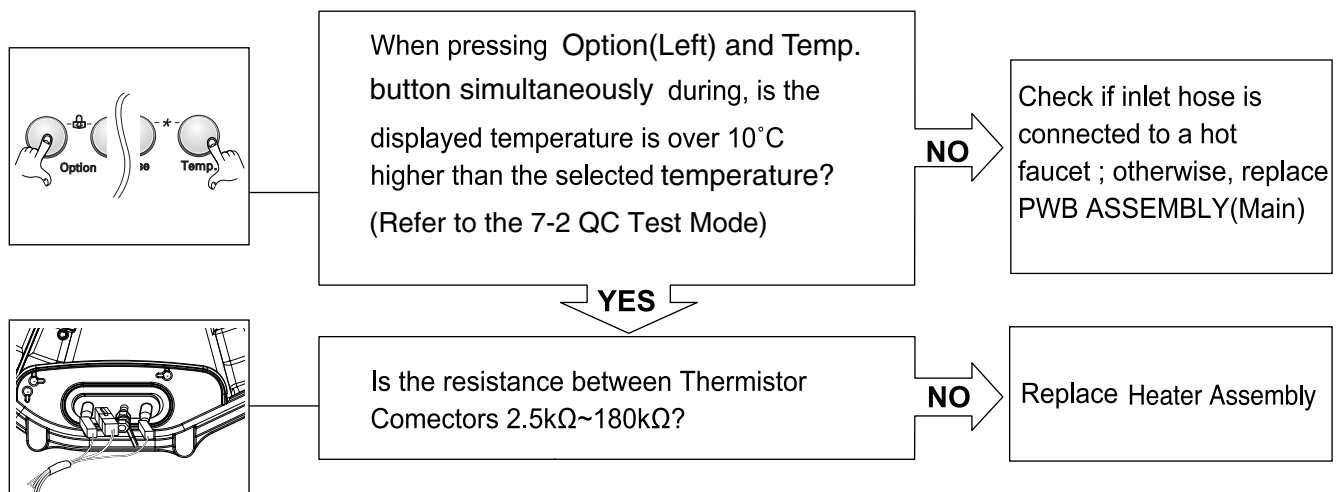 Option
se
Temp.
When pressing Option(Left) and Temp.
button simultaneously during, is the
displayed temperature is over 10˚C
higher than the selected temperature?
(Refer to the 7-2 QC Test Mode)
NO
Check if inlet hose is
connected to a hot
faucet ; otherwise, replace
PWB ASSEMBLY(Main)
YES
Is the resistance between Thermistor
Comectors 2.5kΩ~180kΩ?
NO
Replace Heater Assembly